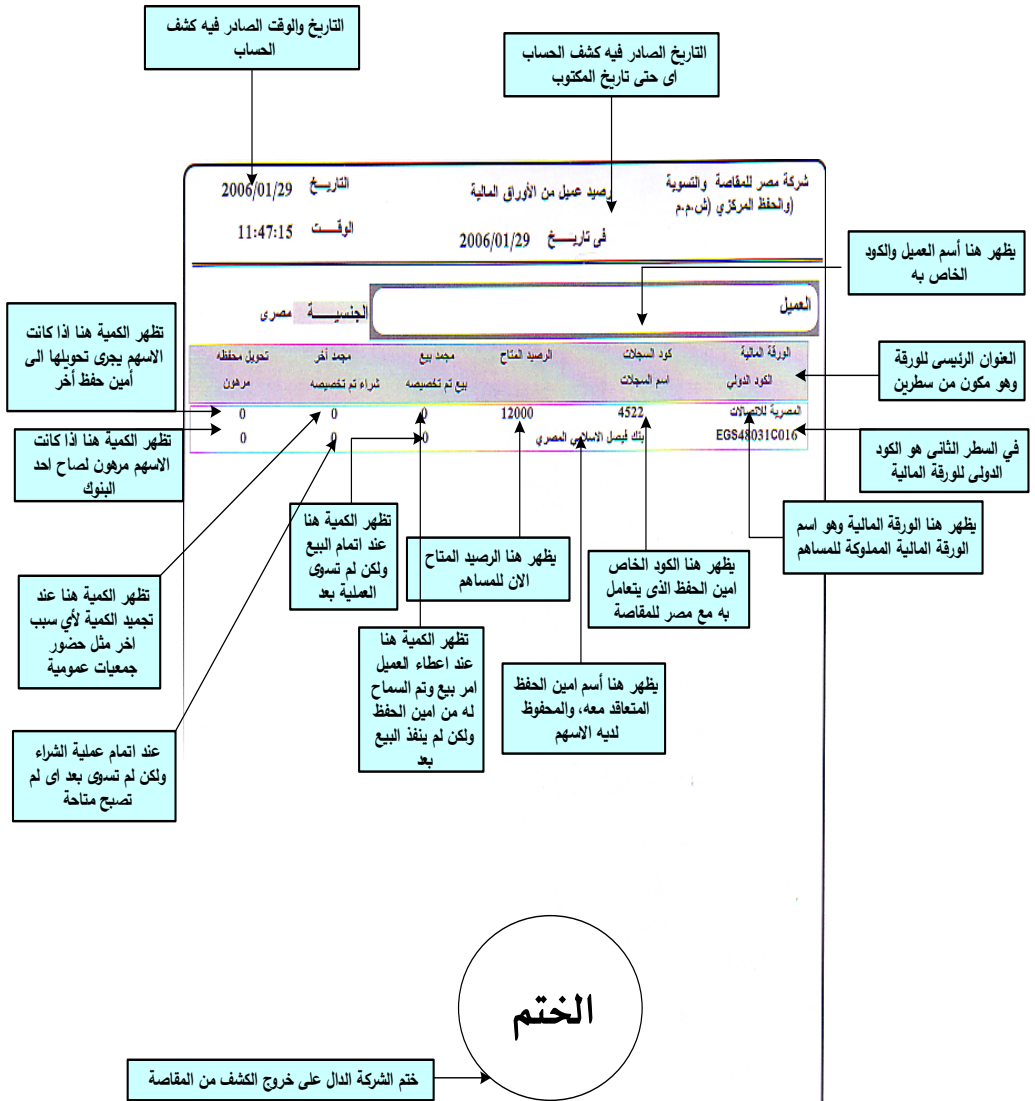 التاريخ والوقت الصادر فيه كشف
الحساب
التاريخ الصادر فيه كشف الحساب
اى حتى تاريخ المكتوب
شركة مصر للمقاصة والتسوية
والحفظ المركزي (ش.م.م)
رصيد عميل من الأوراق المالية
التاريـــخ 2006/01/29
فى تاريـــــخ 2006/01/29
الوقـــت 11:47:15
يظهر هنا أسم العميل والكود
الخاص به
العميل
الجنسيـــــة مصرى
الورقة المالية كود السجلات الرصيد المتاح مجمد بيع مجمد أخر تحويل محفظه
الكود الدولي اسم السجلات بيع تم تخصيصه شراء تم تخصيصه مرهون
المصرية للاتصالات 4522 12000 0 0 0
EGS48031C016 بنك فيصل الاسلامي المصري 0 0 0
العنوان الرئيسى للورقة
وهو مكون من سطرين
في السطر الثانى هو الكود
الدولى للورقة المالية
يظهر هنا الورقة المالية وهو اسم
الورقة المالية المملوكة للمساهم
تظهر الكمية هنا اذا كانت
الاسهم يجرى تحويلها الى
أمين حفظ أخر
تظهر الكمية هنا اذا كانت
الاسهم مرهون لصاح احد
البنوك
يظهر هنا الكود الخاص
امين الحفظ الذى يتعامل
به مع مصر للمقاصة
يظهر هنا الرصيد المتاح
الان للمساهم
تظهر الكمية هنا
عند اتمام البيع
ولكن لم تسوى
العملية بعد
تظهر الكمية هنا عند
تجميد الكمية لأي سبب
اخر مثل حضور
جمعيات عمومية
يظهر هنا أسم امين الحفظ
المتعاقد معه، والمحفوظ
لديه الاسهم
تظهر الكمية هنا
عند اعطاء العميل
امر بيع وتم السماح
له من امين الحفظ
ولكن لم ينفذ البيع
بعد
عند اتمام عملية الشراء
ولكن لم تسوى بعد اى لم
تصبح متاحة
الختم
ختم الشركة الدال على خروج الكشف من المقاصة